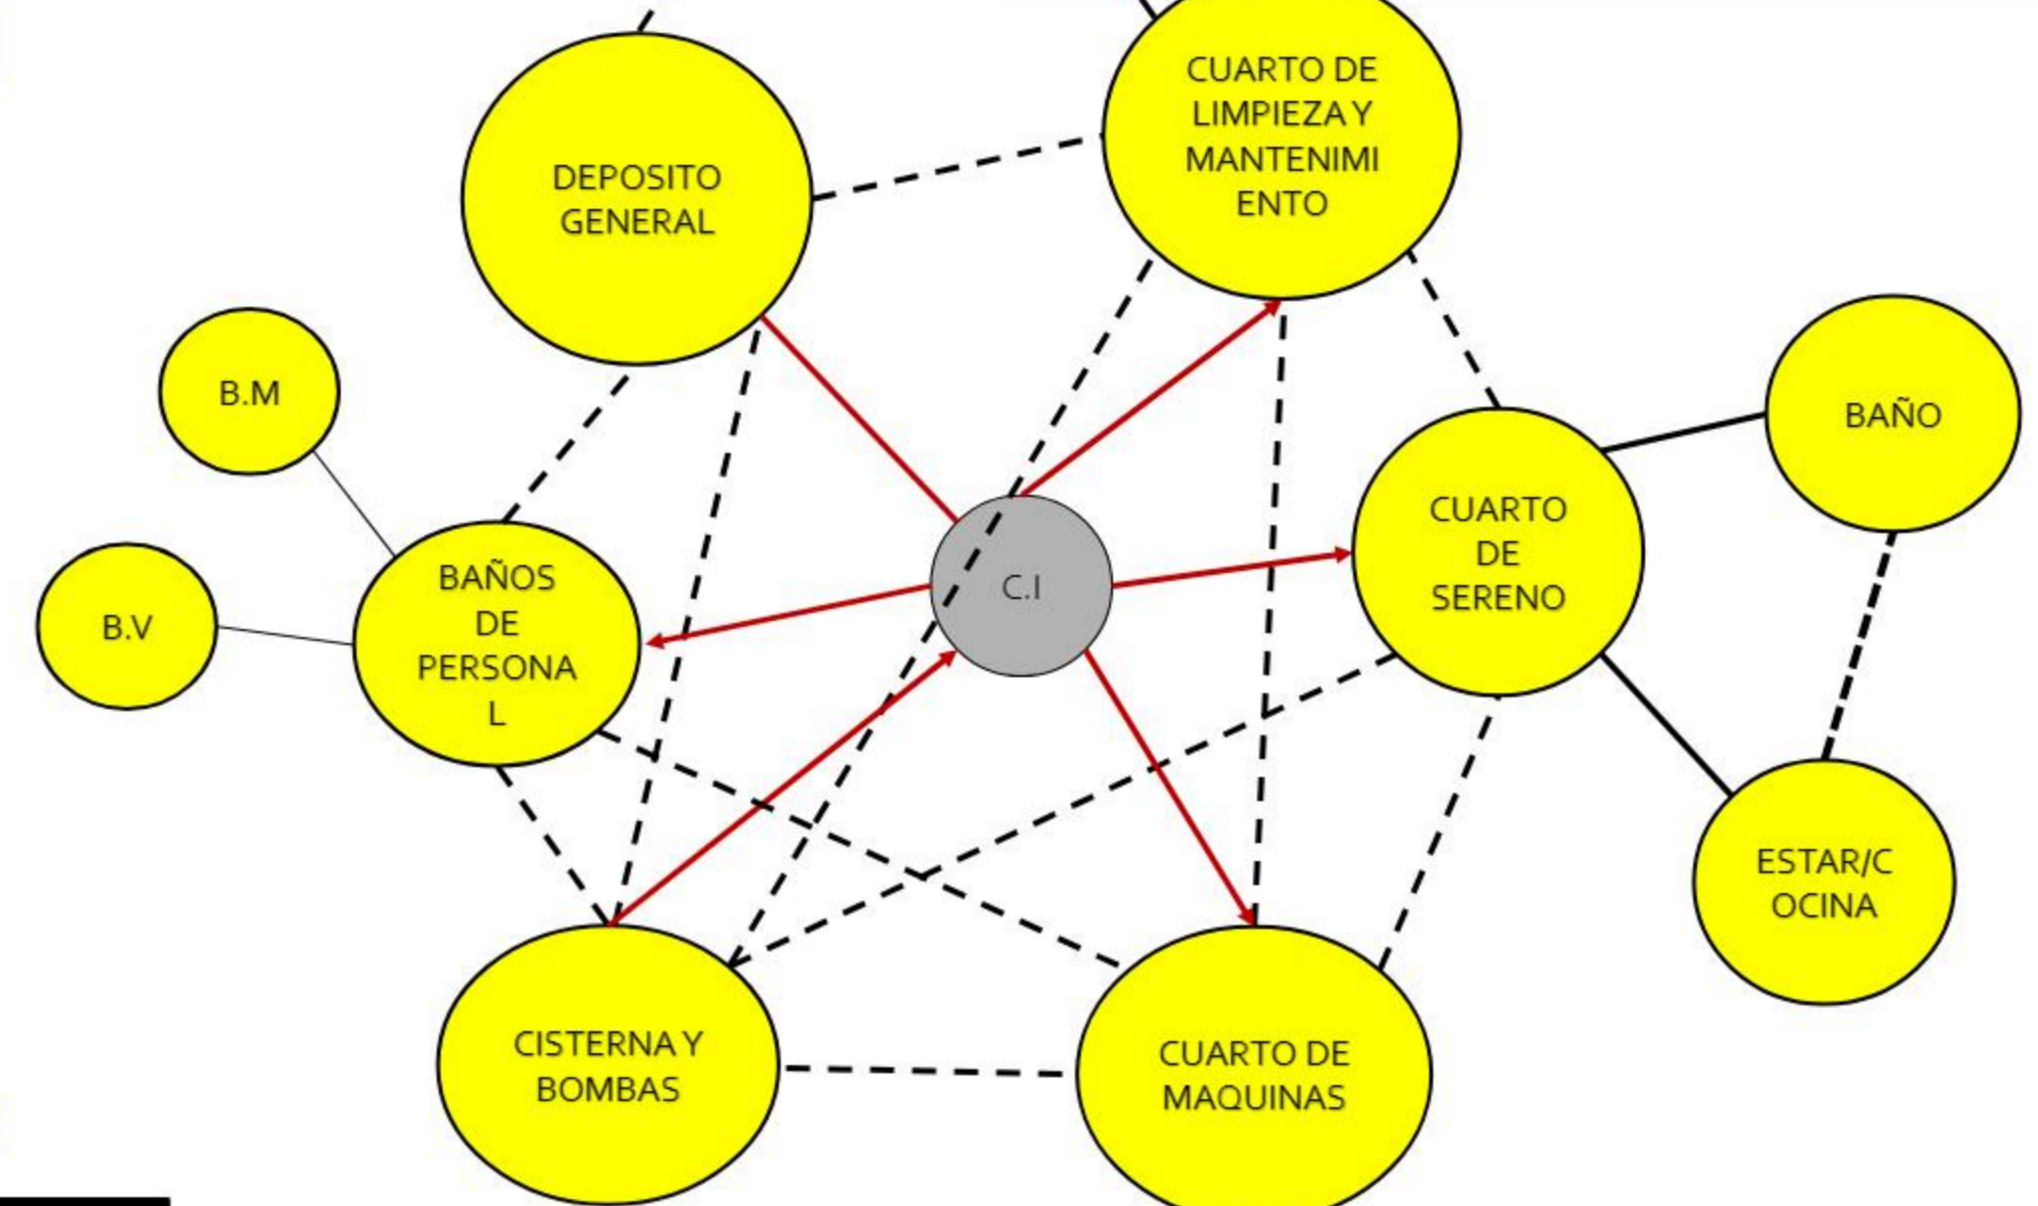 CUARTO DE
LIMPIEZA Y
MANTENIMI
ENTO
DEPOSITO
GENERAL
B.M
BAÑO
CUARTO
DE
SERENO
BAÑOS
DE
PERSONA
L
C.I
B.V
ESTAR/C
OCINA
CISTERNA Y
BOMBAS
CUARTO DE
MAQUINAS